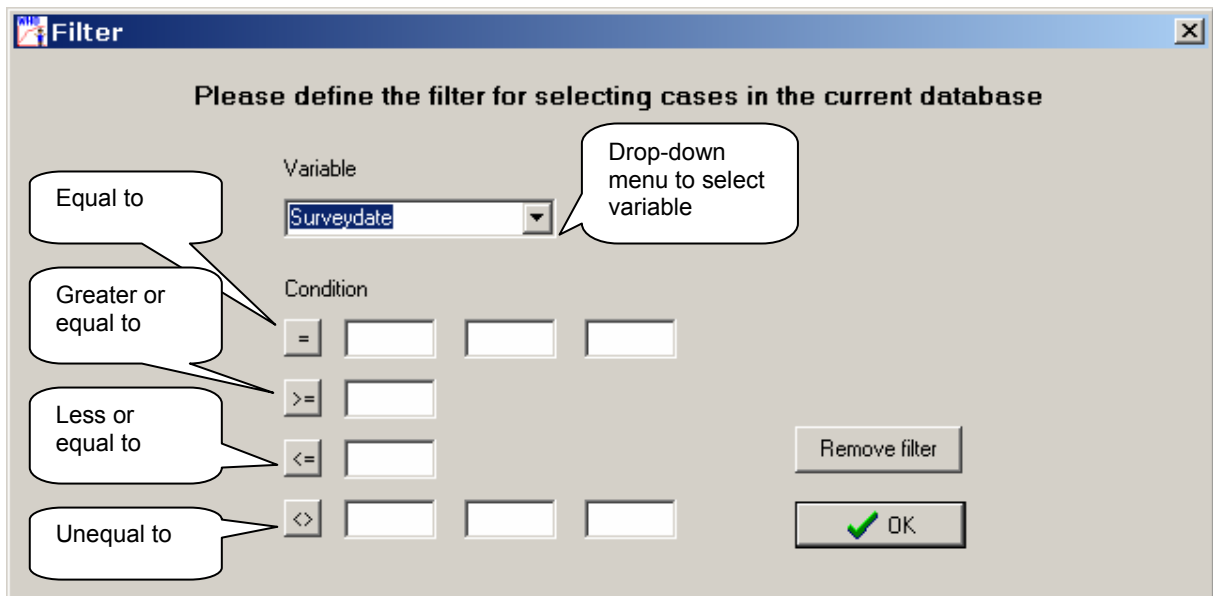 WHO
Filter
Please define the filter for selecting cases in the current database
Drop-down
menu to select
variable
Variable
Equal to
Surveydate
Condition
Greater or
equal to
=
>=
Less or
equal to
<=
Remove filter
Unequal to
<>
OK